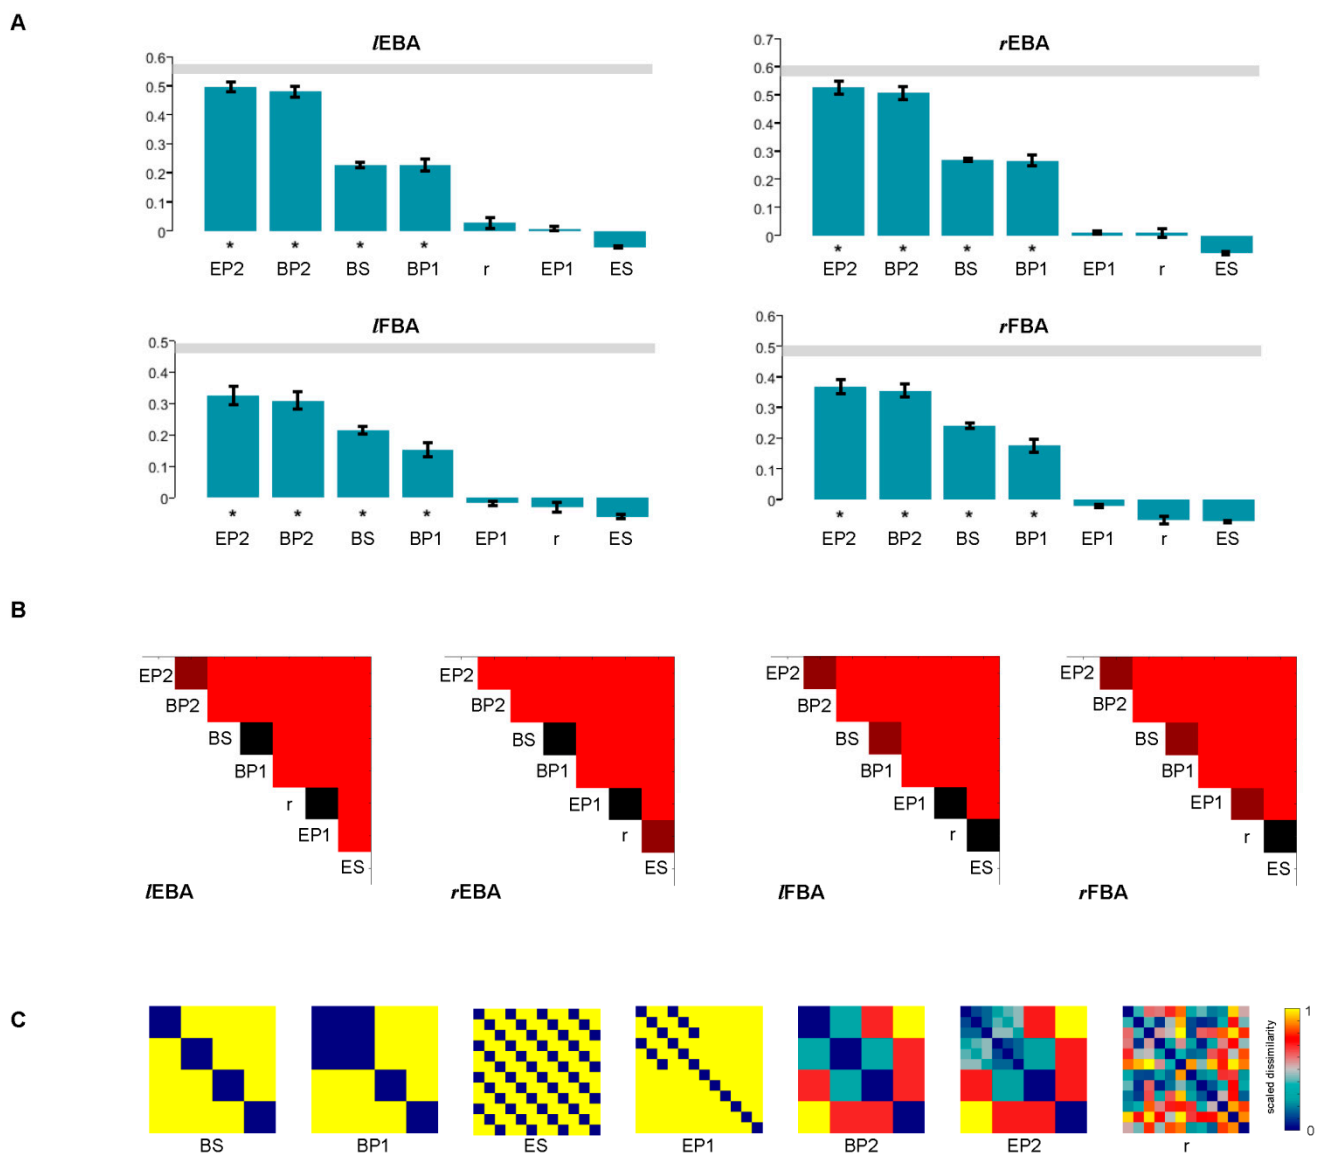 A
lEBA
0.6
0.5
0.4
0.3
0.2
0.1
0
* * * *
EP2 BP2 BS BP1 r EP1 ES
rEBA
0.7
0.6
0.5
0.4
0.3
0.2
0.1
0
* * * *
EP2 BP2 BS BP1 EP1 r ES
lFBA
0.5
0.4
0.3
0.2
0.1
0
* * * *
EP2 BP2 BS BP1 EP1 r ES
rFBA
0.6
0.5
0.4
0.3
0.2
0.1
0
* * * *
EP2 BP2 BS BP1 EP1 r ES
B
EP2
BP2
BS
BP1
r
EP1
ES
lEBA
EP2
BP2
BS
BP1
EP1
r
ES
rEBA
EP2
BP2
BS
BP1
EP1
r
ES
lFBA
EP2
BP2
BS
BP1
EP1
r
ES
rFBA
C
BS BP1 ES EP1 BP2 EP2 r
scaled dissimilarity
1
0